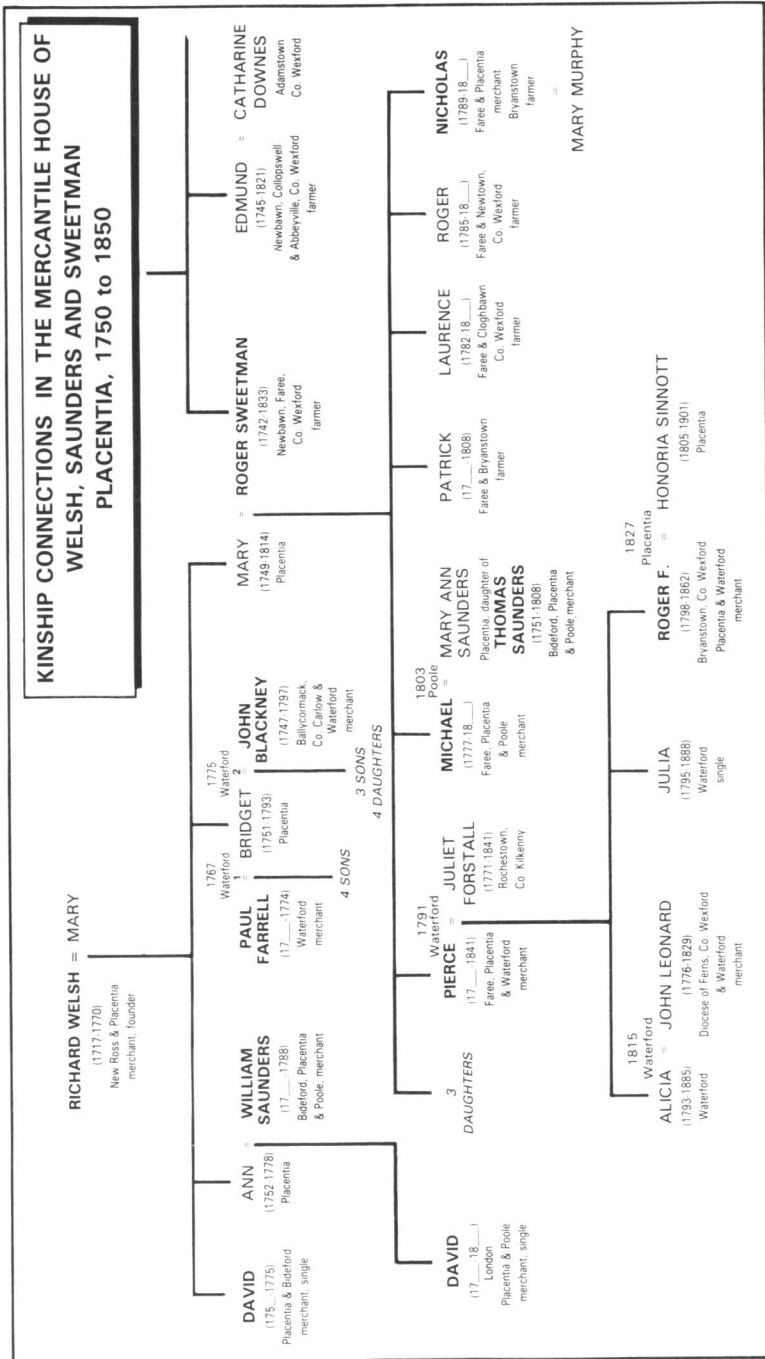 KINSHIP CONNECTIONS IN THE MERCANTILE HOUSE OF
WELSH, SAUNDERS AND SWEETMAN
PLACENTIA, 1750 to 1850
RICHARD WELSH = MARY
(1717-1770)
New Ross & Placentia
merchant, founder
DAVID
(175__-1775)
Placentia & Bideford
merchant, single
ANN
(1752-1778)
Placentia
=
WILLIAM
SAUNDERS
(17___-1788)
Bideford, Placentia
& Poole, merchant
PAUL
FARRELL
(17___-1774)
Waterford
merchant
1767
Waterford
1
=
4 SONS
BRIDGET
(1751-1793)
Placentia
1775
Waterford
2
=
3 SONS
4 DAUGHTERS
JOHN
BLACKNEY
(1747-1797)
Ballycormack,
Co. Carlow &
Waterford
merchant
MARY
(1749-1814)
Placentia
=
ROGER SWEETMAN
(1742-1833)
Newbawn, Faree,
Co. Wexford
farmer
EDMUND
(1745-1821)
Newbawn, Collopswell
& Abbeyville, Co. Wexford
farmer
=
CATHARINE
DOWNES
Adamstown
Co. Wexford
DAVID
(17___-18___)
London
Placentia & Poole
merchant, single
3
DAUGHTERS
PIERCE
(17___-1841)
Faree, Placentia
& Waterford
merchant
1791
Waterford
=
JULIET
FORSTALL
(1771-1841)
Rochestown,
Co. Kilkenny
MICHAEL
(1777-18___)
Faree, Placentia
& Poole
merchant
1803
Poole
=
MARY ANN
SAUNDERS
Placentia, daughter of
THOMAS
SAUNDERS
(1751-1808)
Bideford, Placentia
& Poole, merchant
PATRICK
(17___-1808)
Faree & Bryanstown
farmer
LAURENCE
(1782-18___)
Faree & Cloghbawn
Co. Wexford
farmer
ROGER
(1785-18___)
Faree & Newtown,
Co. Wexford
farmer
NICHOLAS
(1789-18___)
Faree & Placentia
merchant
Bryanstown
farmer
=
MARY MURPHY
1815
Waterford
ALICIA
(1793-1885)
Waterford
=
JOHN LEONARD
(1776-1829)
Diocese of Ferns, Co. Wexford
& Waterford
merchant
JULIA
(1795-1888)
Waterford
single
ROGER F.
(1798-1862)
Bryanstown, Co. Wexford
Placentia & Waterford
merchant
1827
Placentia
=
HONORIA SINNOTT
(1805-1901)
Placentia